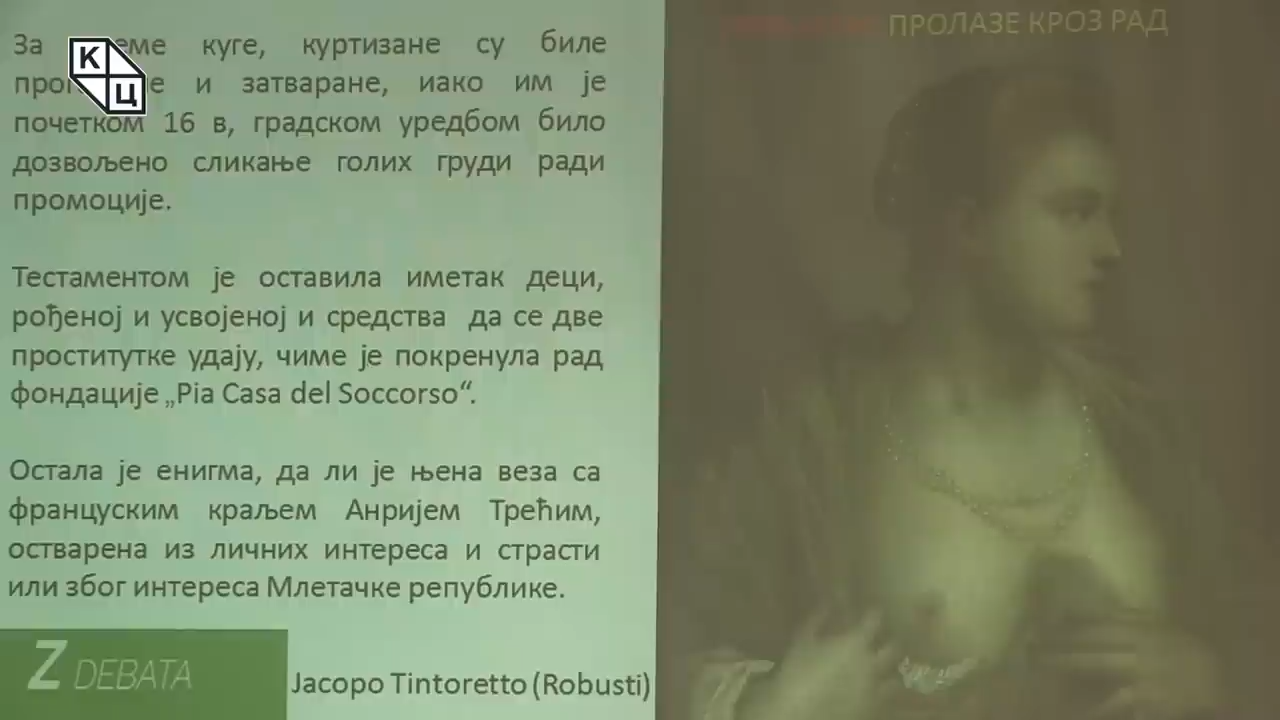 За еме куге, куртизане су биле
про е и затваране, иако им је
почетком 16 в, градском уредбом било
дозвољено сликање голих груди ради
промоције.
Тестаментом је оставила иметак деци,
рођеној и усвојеној и средства да се две
проститутке удају, чиме је покренула рад
фондације „Pia Casa del Soccorso“.
Остала је енигма, да ли је њена веза са
француским краљем Анријем Трећим,
остварена из личних интереса и страсти
или због интереса Млетачке републике.
Jacopo Tintoretto (Robusti)
ПРОЛАЗЕ КРОЗ РАД
К
Ц
Z DEBATA